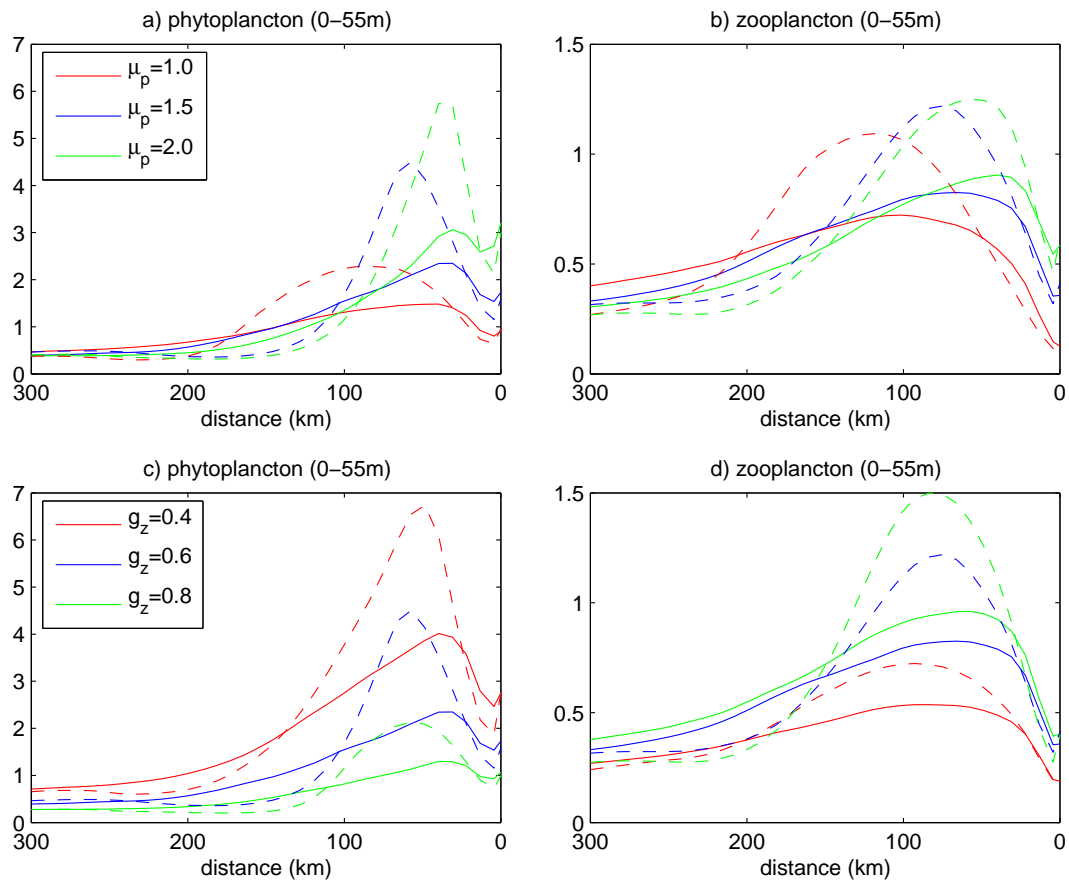 a) phytoplancton (0−55m)
7
6
5
4
3
2
1
0
μp=1.0
μp=1.5
μp=2.0
300
200
100
0
distance (km)
b) zooplancton (0−55m)
1.5
1
0.5
0
300
200
100
0
distance (km)
c) phytoplancton (0−55m)
7
6
5
4
3
2
1
0
gz=0.4
gz=0.6
gz=0.8
300
200
100
0
distance (km)
d) zooplancton (0−55m)
1.5
1
0.5
0
300
200
100
0
distance (km)